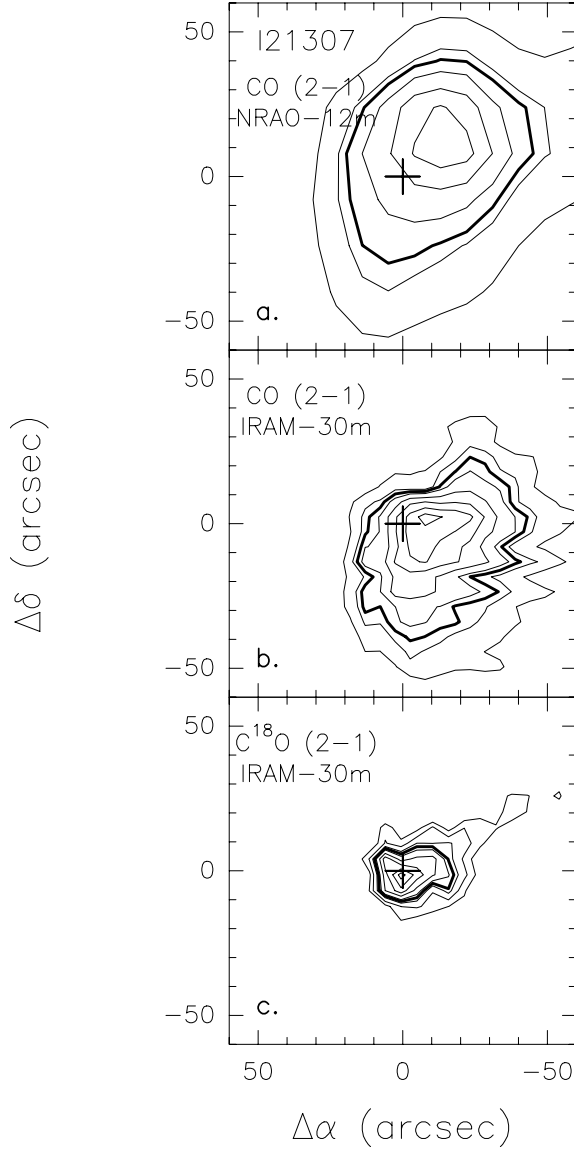 50
I21307
CO (2−1)
NRAO−12m
0
−50
a.
50
CO (2−1)
IRAM−30m
0
−50
b.
50
C¹⁸O (2−1)
IRAM−30m
0
−50
c.
50 0 −50
Δα (arcsec)
Δδ (arcsec)